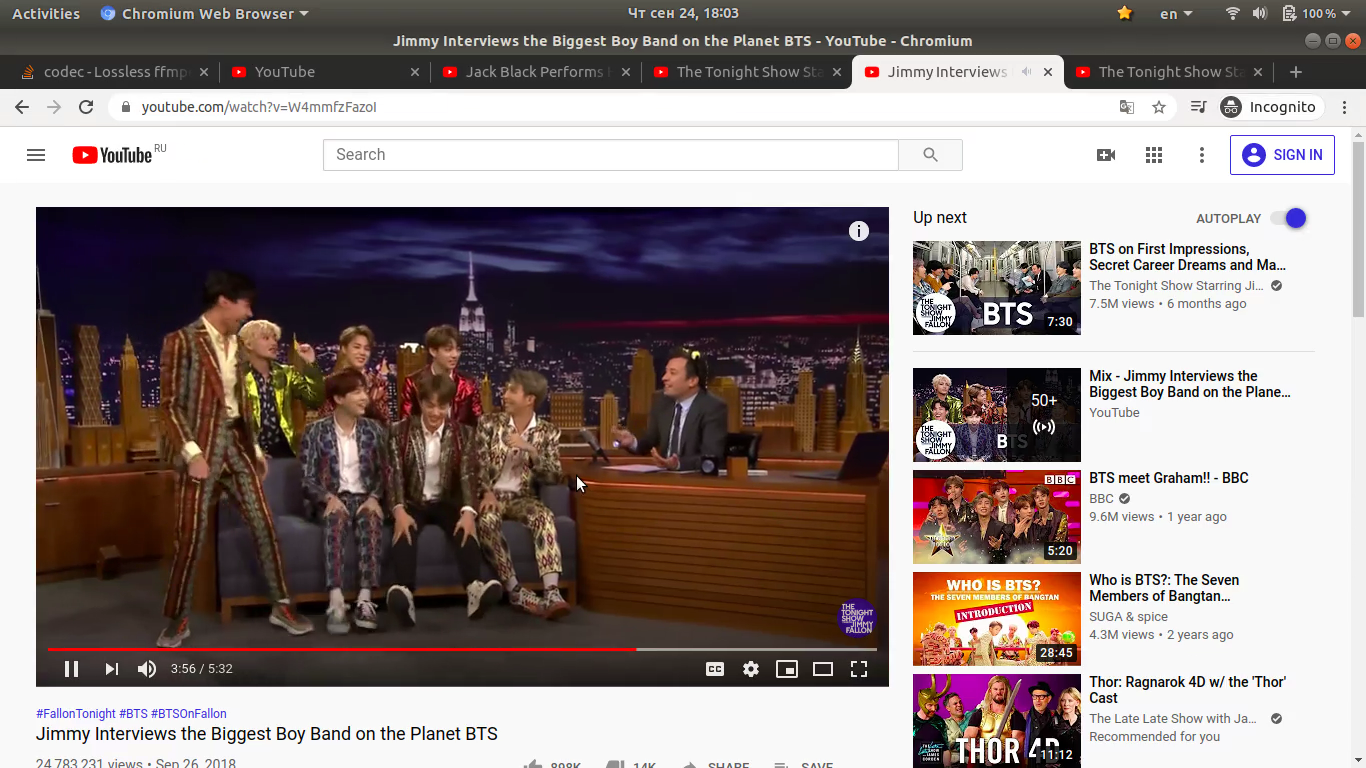 Activities
Chromium Web Browser
Чт сен 24, 18:03
en
100 %
Jimmy Interviews the Biggest Boy Band on the Planet BTS - YouTube - Chromium
codec - Lossless ffmp
YouTube
Jack Black Performs
The Tonight Show Sta
Jimmy Interviews
The Tonight Show Sta
youtube.com/watch?v=W4mmfzFazoI
Incognito
YouTube RU
Search
SIGN IN
THE TONIGHT SHOW JIMMY FALLON
3:56 / 5:32
CC
#FallonTonight #BTS #BTSOnFallon
Jimmy Interviews the Biggest Boy Band on the Planet BTS
24,783,231 views • Sep 26, 2018
898K
14K
SHARE
SAVE
Up next
AUTOPLAY
THE TONIGHT SHOW JIMMY FALLON
BTS
7:30
BTS on First Impressions,
Secret Career Dreams and Ma...
The Tonight Show Starring Ji...
7.5M views • 6 months ago
THE TONIGHT SHOW JIMMY FALLON
BTS
50+
Mix - Jimmy Interviews the
Biggest Boy Band on the Plane...
YouTube
BBC
5:20
BTS meet Graham!! - BBC
BBC
9.6M views • 1 year ago
WHO IS BTS?
THE SEVEN MEMBERS OF BANGTAN
INTRODUCTION
28:45
Who is BTS?: The Seven
Members of Bangtan...
SUGA & spice
4.3M views • 2 years ago
THOR 4D
11:12
Thor: Ragnarok 4D w/ the 'Thor'
Cast
The Late Late Show with Ja...
Recommended for you